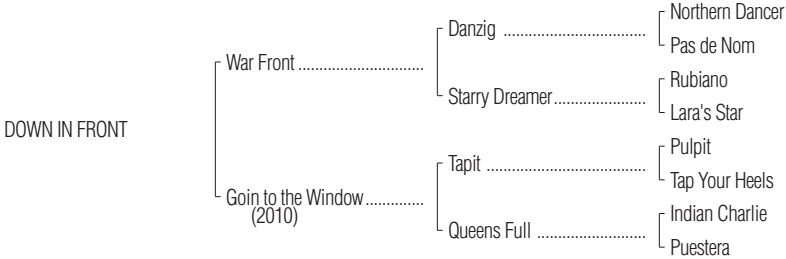 Northern Dancer
Danzig ..................................
Pas de Nom
War Front ..............................
Rubiano
Starry Dreamer......................
Lara's Star
DOWN IN FRONT
Pulpit
Tapit ......................................
Tap Your Heels
Goin to the Window..............
(2010)
Indian Charlie
Queens Full ..........................
Puestera